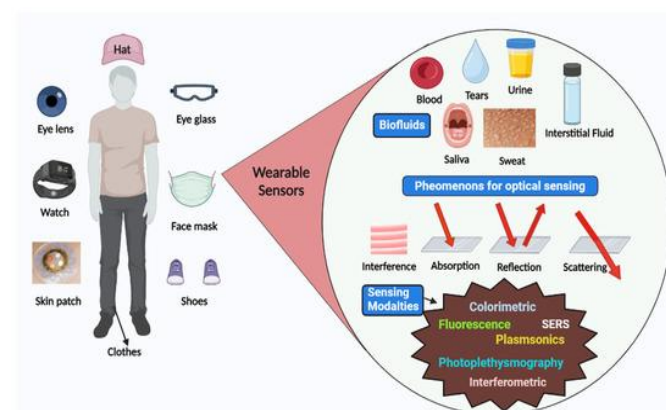 Hat
Eye lens
Eye glass
Watch
Face mask
Skin patch
Shoes
Clothes
Wearable
Sensors
Blood
Tears
Urine
Biofluids
Interstitial Fluid
Saliva
Sweat
Pheomenons for optical sensing
Interference
Absorption
Reflection
Scattering
Sensing
Modalties
Colorimetric
Fluorescence
SERS
Plasmsonics
Photoplethysmography
Interferometric